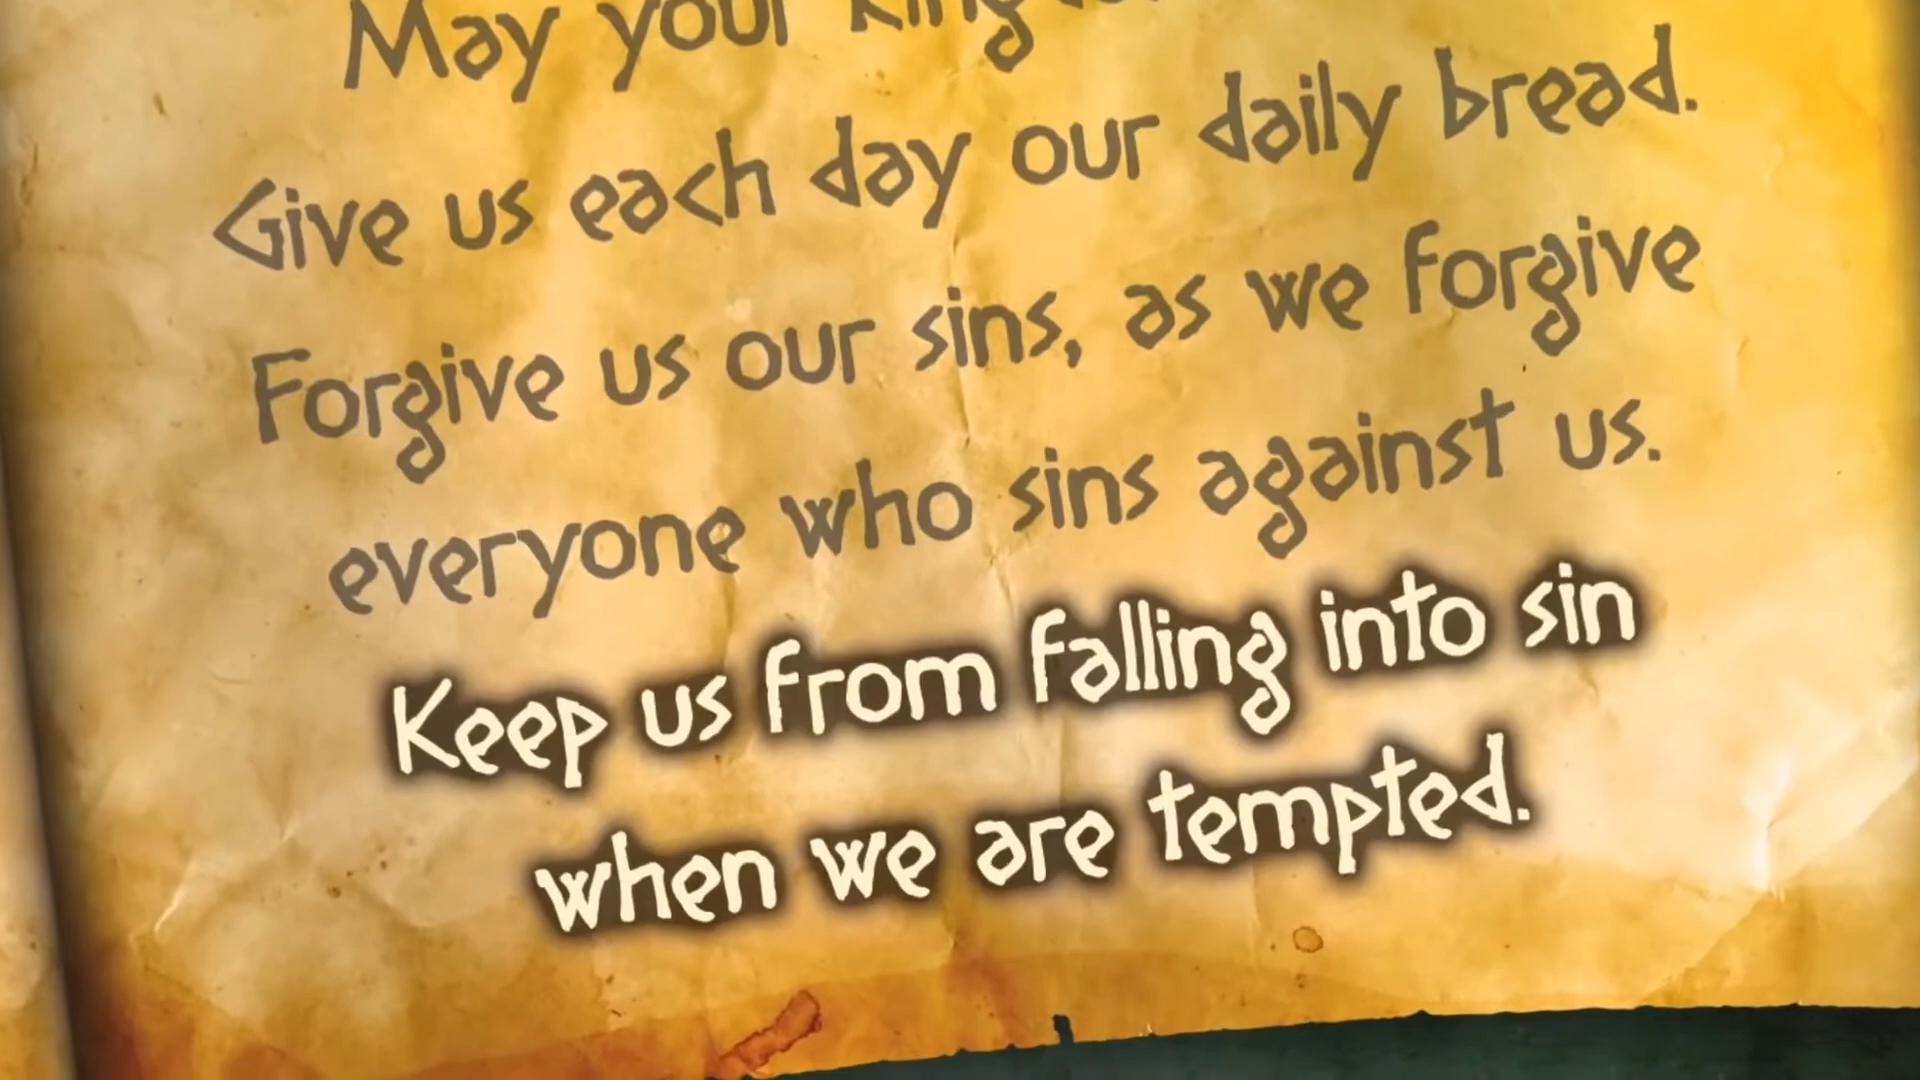 May your
Give us each day our daily bread.
Forgive us our sins, as we forgive
everyone who sins against us.
Keep us from falling into sin
when we are tempted.